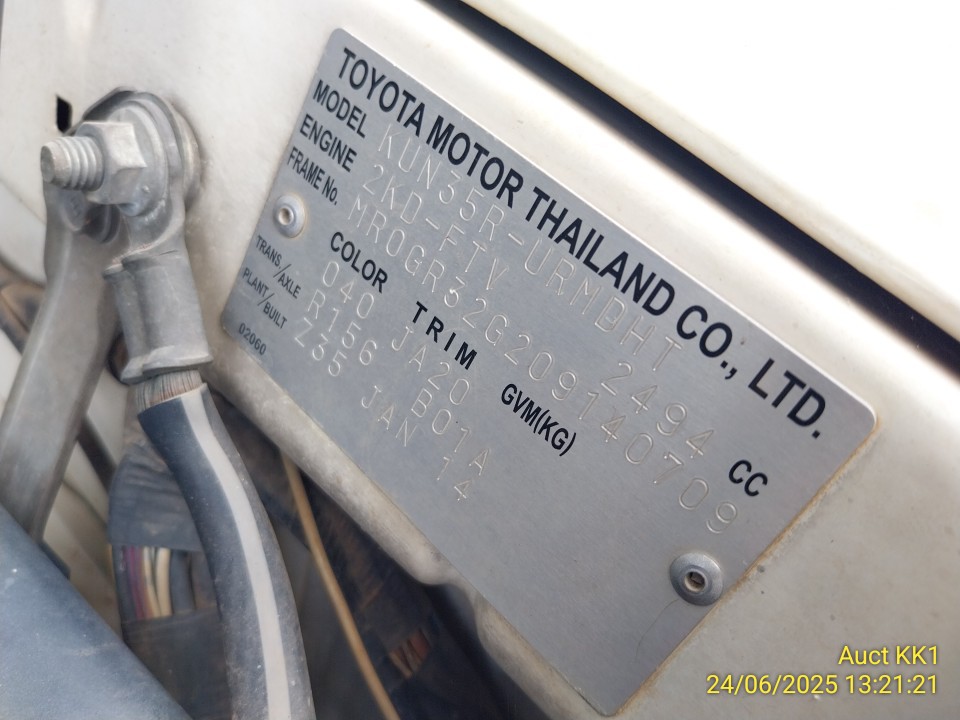 TOYOTA MOTOR THAILAND CO., LTD.
MODEL KUN35R-URMDHT
ENGINE 2KD-FTV 2494 CC
FRAME No. MR0GR32G209140709
COLOR TRIM GVM(KG)
040 JA20
TRANS/AXLE R156 B01A
PLANT/BUILT Z35 JAN 14
02060
Auct KK1
24/06/2025 13:21:21